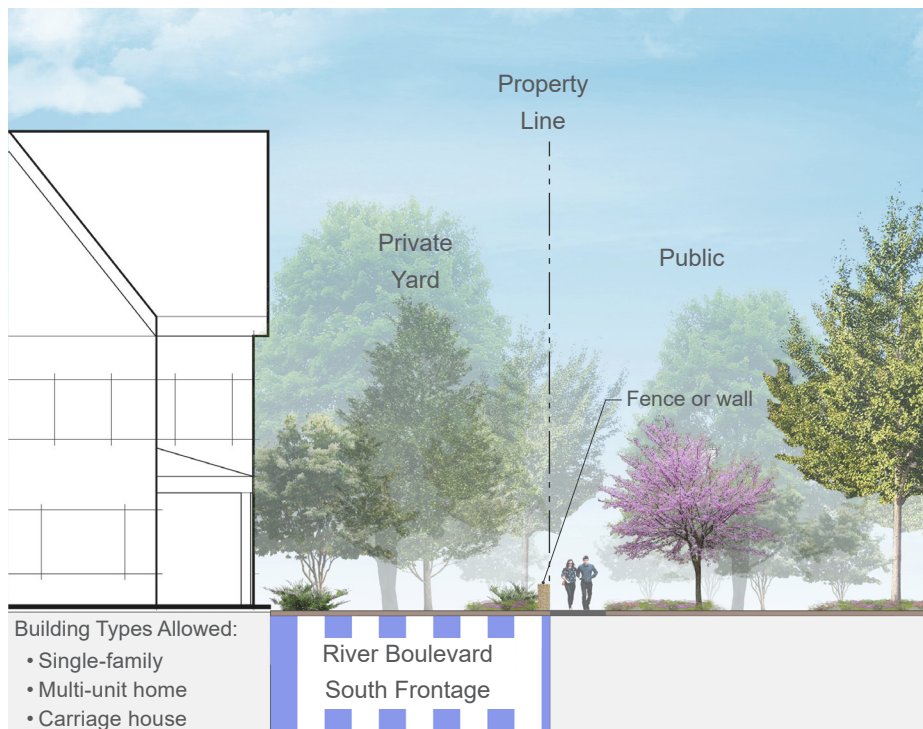 Property
Line
Private
Yard
Public
Fence or wall
Building Types Allowed:
• Single-family
• Multi-unit home
• Carriage house
River Boulevard
South Frontage